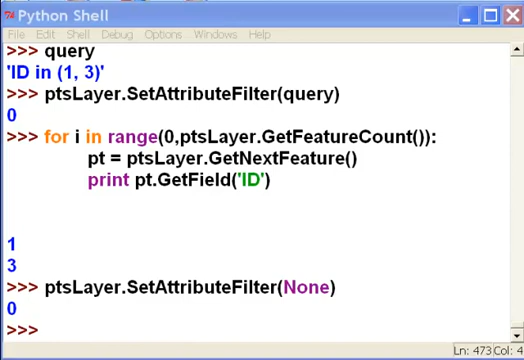 Python Shell
File Edit Shell Debug Options Windows Help
>>> query
'ID in (1, 3)'
>>> ptsLayer.SetAttributeFilter(query)
0
>>> for i in range(0,ptsLayer.GetFeatureCount()):
pt = ptsLayer.GetNextFeature()
print pt.GetField('ID')
1
3
>>> ptsLayer.SetAttributeFilter(None)
0
>>>
Ln: 473 Col: 4